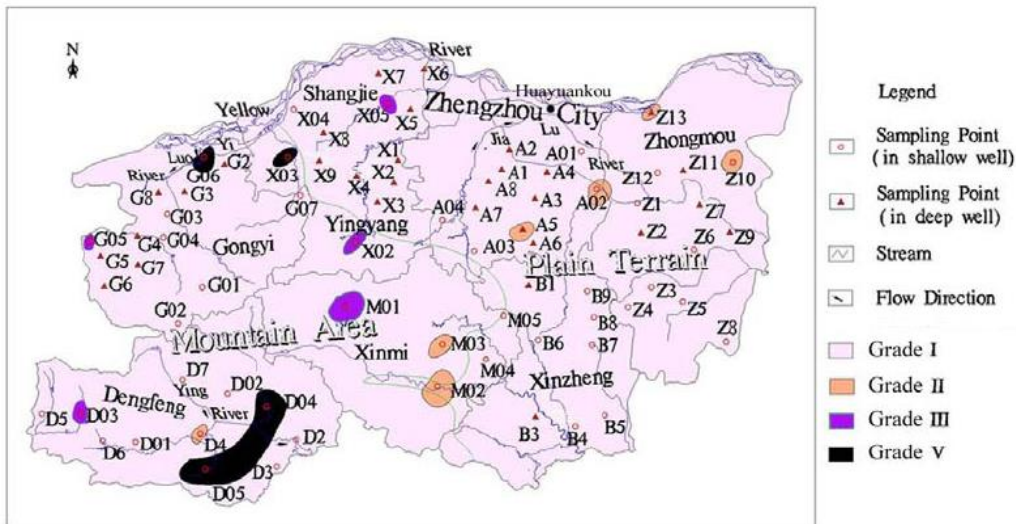 N
River
X7
X6
Shangjie
Huayuankou
X05
X5
Zhengzhou
City
Yellow
X04
Z13
X8
Lu
Zhongmou
Yi
Jia
A2
A01
Luo
G2
X1
River
Z11
G06
X03
X9
X2
A1
A4
Z10
River
X4
A8
Z12
G8
G3
G07
X3
A3
A02
Z1
G03
A04
A7
Z7
Yingyang
A5
G05
G4
G04
Gongyi
X02
A03
A6
Z2
Z6
Z9
G5
G7
Plain Terrain
G6
G01
B1
B9
Z3
M01
Z4
Z5
G02
M05
B8
Mountain Area
Xinmi
M03
B6
B7
Z8
D7
M04
Ying
D02
M02
Xinzheng
Dengfeng
D5
D03
River
D04
D6
D01
D4
D2
B3
B4
B5
D3
D05
Legend
Sampling Point
(in shallow well)
Sampling Point
(in deep well)
Stream
Flow Direction
Grade I
Grade II
Grade III
Grade V